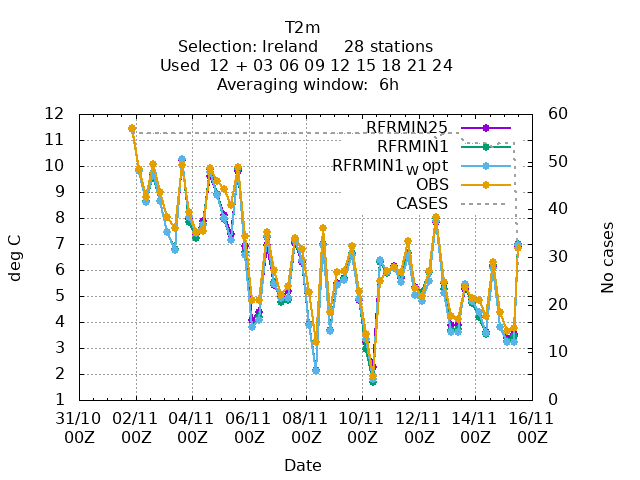 T2m
Selection: Ireland 28 stations
Used 12 + 03 06 09 12 15 18 21 24
Averaging window: 6h
12 60
RFRMIN25
11
RFRMIN1
10 50
RFRMIN1W opt
9
OBS
CASES
8 40
7
30
6
5
20
4
3
10
2
1 0
deg C
No cases
31/10 02/11 04/11 06/11 08/11 10/11 12/11 14/11 16/11
00Z 00Z 00Z 00Z 00Z 00Z 00Z 00Z 00Z
Date